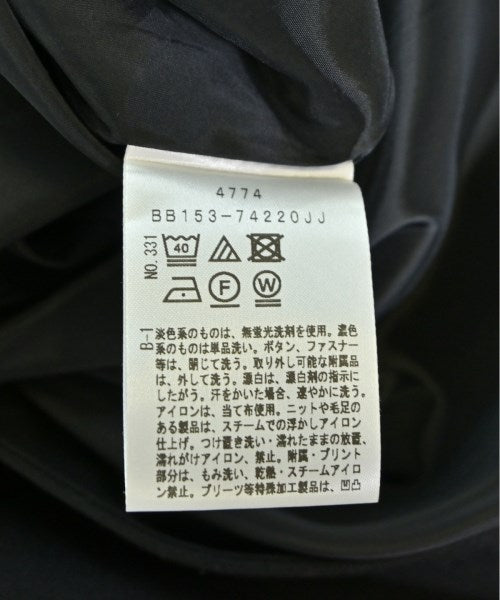 4774
BB153-74220JJ
NO.331
40
F W
B-1
淡色系のものは、無蛍光洗剤を使用。濃色
系のものは単品洗い。ボタン、ファスナー
等は、閉じて洗う。取り外し可能な附属品
は、外して洗う。漂白は、漂白剤の指示に
したがう。汗をかいた場合、速やかに洗う。
アイロンは、当て布使用。ニットや毛足の
ある製品は、スチームでの浮かしアイロン
仕上げ。つけ置き洗い・濡れたままの放置、
濡れがけアイロン、禁止。附属・プリント
部分は、もみ洗い、乾熱・スチームアイロ
ン禁止。プリーツ等特殊加工製品は、凹凸